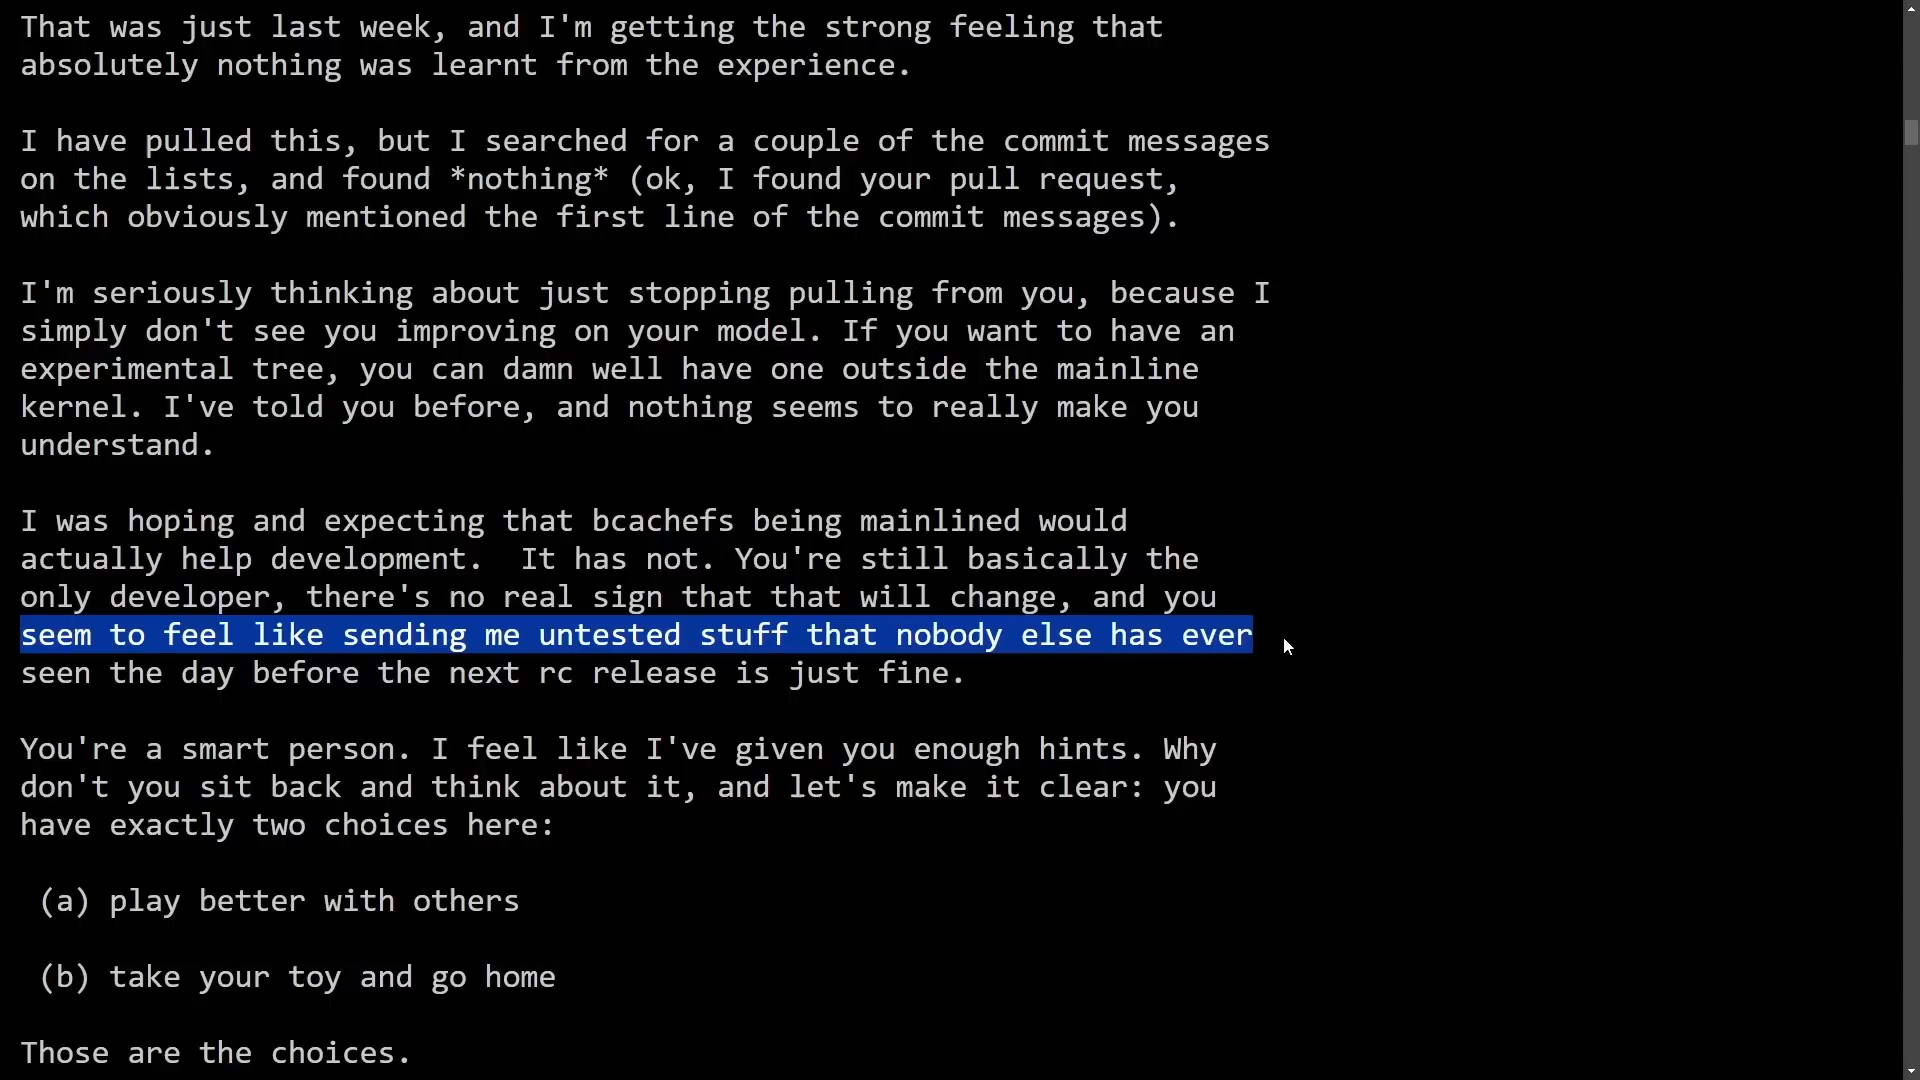 That was just last week, and I'm getting the strong feeling that
absolutely nothing was learnt from the experience.
I have pulled this, but I searched for a couple of the commit messages
on the lists, and found *nothing* (ok, I found your pull request,
which obviously mentioned the first line of the commit messages).
I'm seriously thinking about just stopping pulling from you, because I
simply don't see you improving on your model. If you want to have an
experimental tree, you can damn well have one outside the mainline
kernel. I've told you before, and nothing seems to really make you
understand.
I was hoping and expecting that bcachefs being mainlined would
actually help development.  It has not. You're still basically the
only developer, there's no real sign that that will change, and you
seem to feel like sending me untested stuff that nobody else has ever
seen the day before the next rc release is just fine.
You're a smart person. I feel like I've given you enough hints. Why
don't you sit back and think about it, and let's make it clear: you
have exactly two choices here:
(a) play better with others
(b) take your toy and go home
Those are the choices.